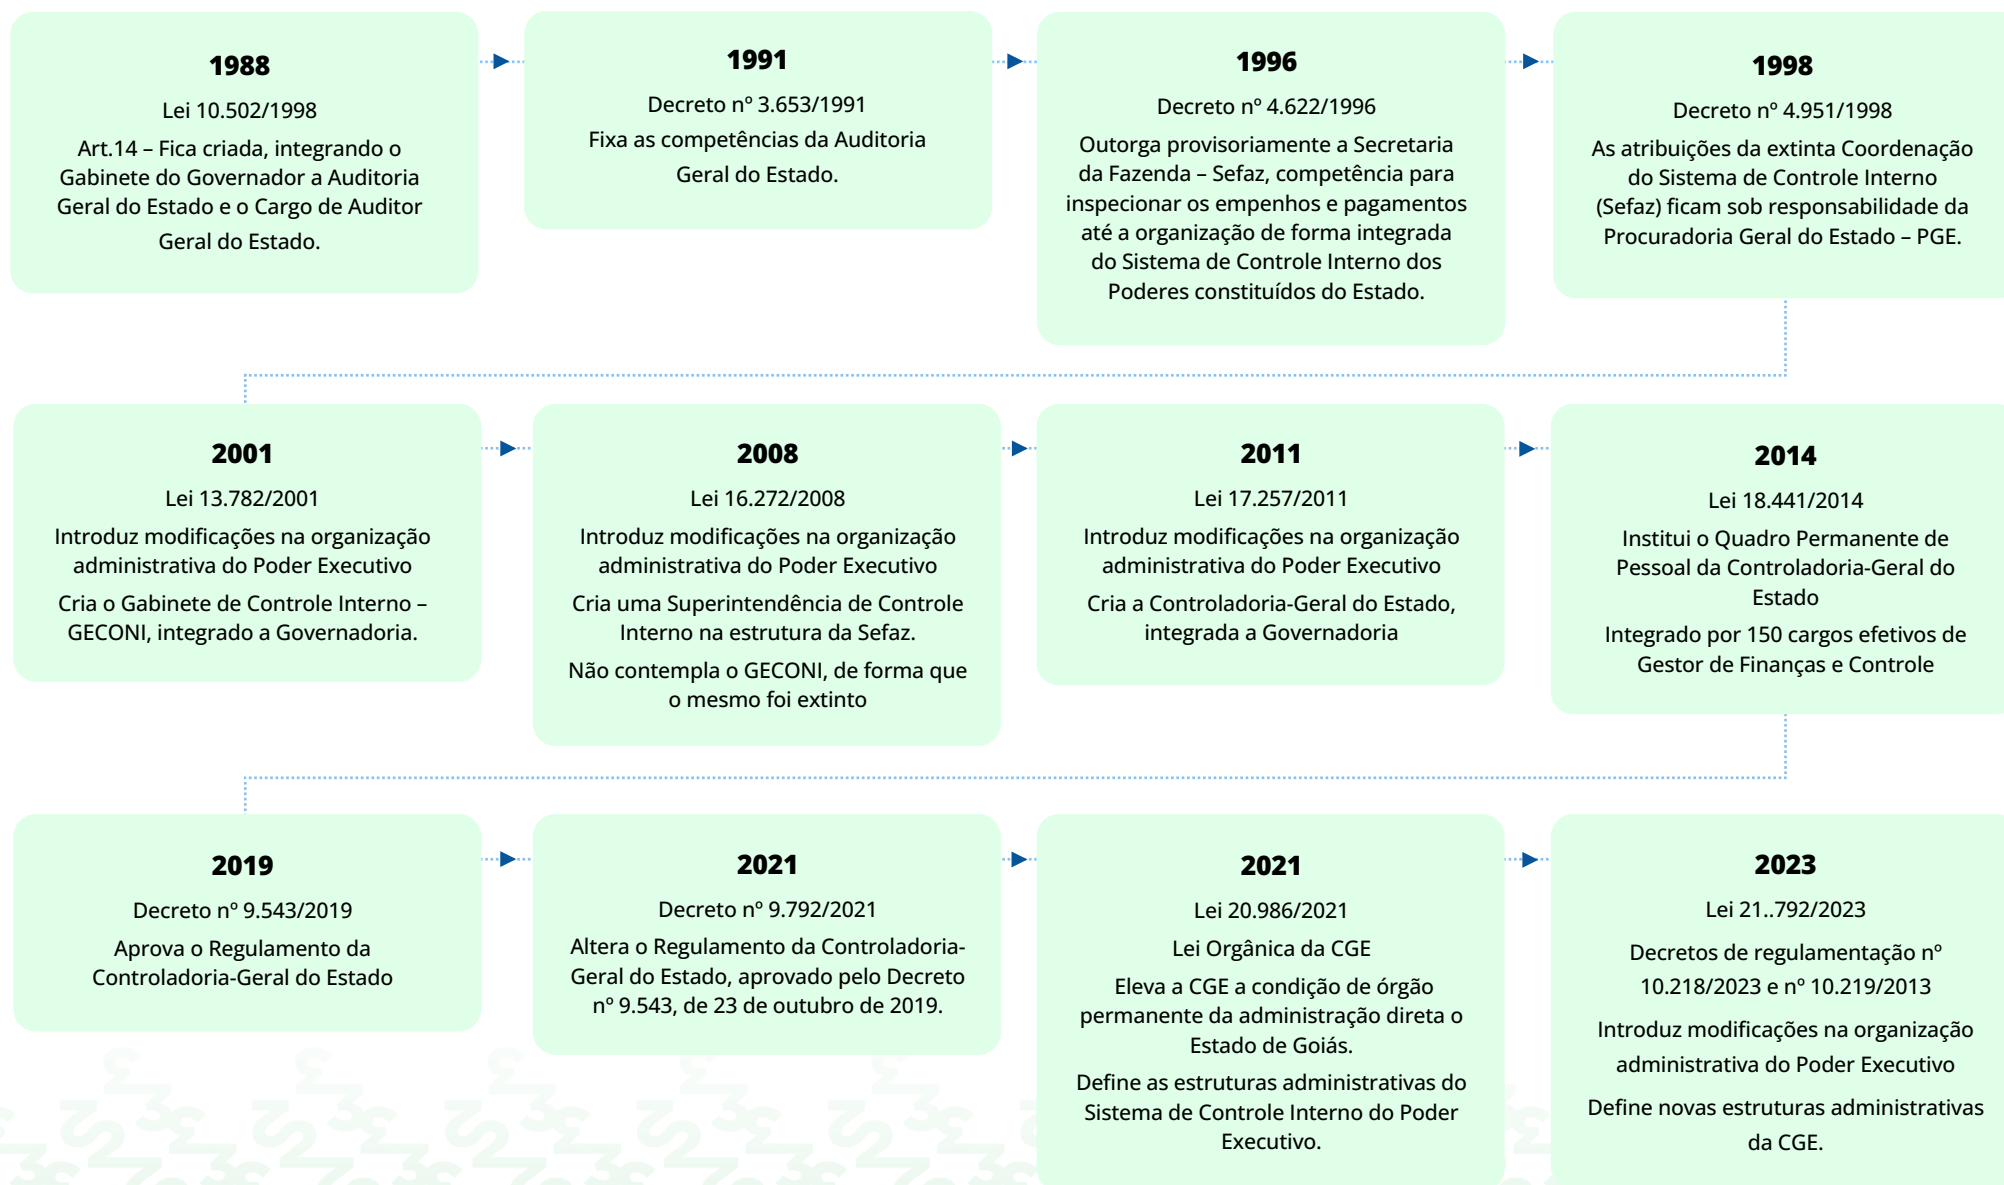 1988
Lei 10.502/1998
Art.14 – Fica criada, integrando o
Gabinete do Governador a Auditoria
Geral do Estado e o Cargo de Auditor
Geral do Estado.
1991
Decreto nº 3.653/1991
Fixa as competências da Auditoria
Geral do Estado.
1996
Decreto nº 4.622/1996
Outorga provisoriamente a Secretaria
da Fazenda – Sefaz, competência para
inspecionar os empenhos e pagamentos
até a organização de forma integrada
do Sistema de Controle Interno dos
Poderes constituídos do Estado.
1998
Decreto nº 4.951/1998
As atribuições da extinta Coordenação
do Sistema de Controle Interno
(Sefaz) ficam sob responsabilidade da
Procuradoria Geral do Estado – PGE.
2001
Lei 13.782/2001
Introduz modificações na organização
administrativa do Poder Executivo
Cria o Gabinete de Controle Interno –
GECONI, integrado a Governadoria.
2008
Lei 16.272/2008
Introduz modificações na organização
administrativa do Poder Executivo
Cria uma Superintendência de Controle
Interno na estrutura da Sefaz.
Não contempla o GECONI, de forma que
o mesmo foi extinto
2011
Lei 17.257/2011
Introduz modificações na organização
administrativa do Poder Executivo
Cria a Controladoria-Geral do Estado,
integrada a Governadoria
2014
Lei 18.441/2014
Institui o Quadro Permanente de
Pessoal da Controladoria-Geral do
Estado
Integrado por 150 cargos efetivos de
Gestor de Finanças e Controle
2019
Decreto nº 9.543/2019
Aprova o Regulamento da
Controladoria-Geral do Estado
2021
Decreto nº 9.792/2021
Altera o Regulamento da Controladoria-
Geral do Estado, aprovado pelo Decreto
nº 9.543, de 23 de outubro de 2019.
2021
Lei 20.986/2021
Lei Orgânica da CGE
Eleva a CGE a condição de órgão
permanente da administração direta o
Estado de Goiás.
Define as estruturas administrativas do
Sistema de Controle Interno do Poder
Executivo.
2023
Lei 21..792/2023
Decretos de regulamentação nº
10.218/2023 e nº 10.219/2013
Introduz modificações na organização
administrativa do Poder Executivo
Define novas estruturas administrativas
da CGE.